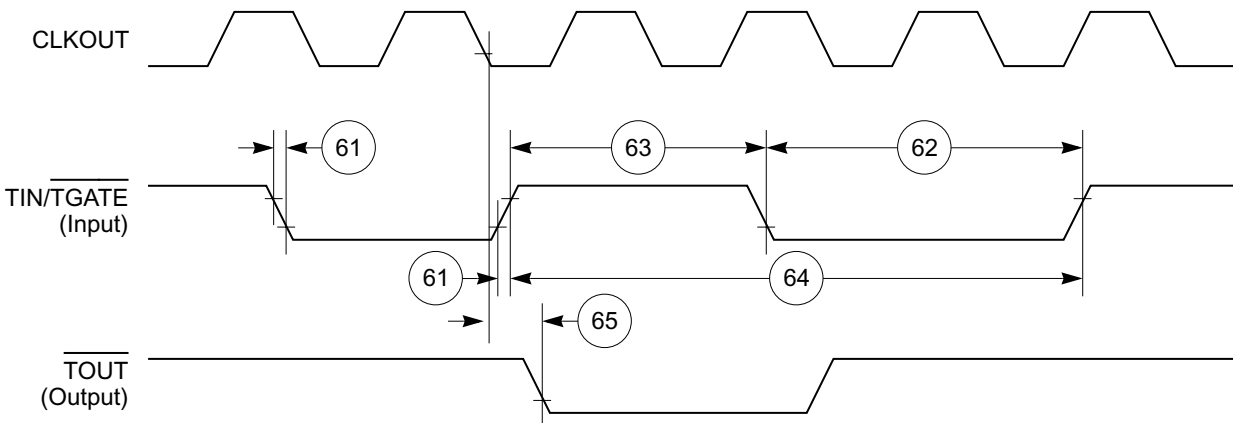 CLKOUT
61
63
62
TIN/TGATE
(Input)
61
64
65
TOUT
(Output)